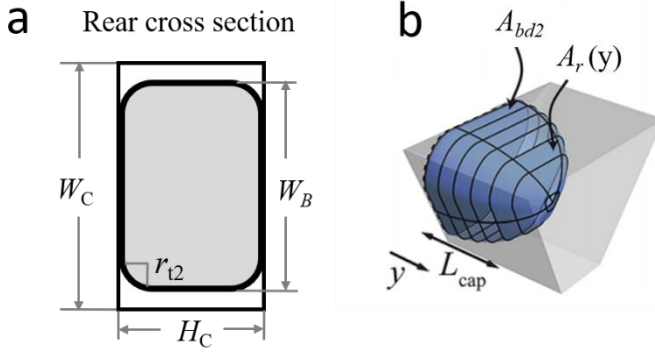 a
Rear cross section
W_C
W_B
r_t2
H_C
b
A_bd2
A_r (y)
y
L_cap